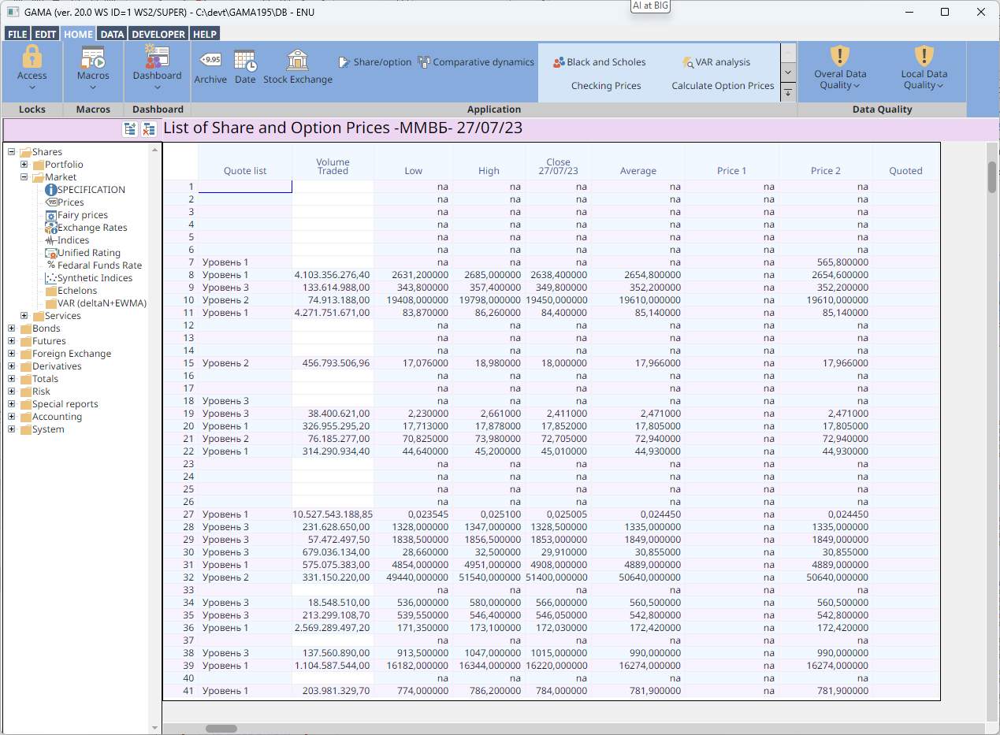 AI at BIG
GAMA (ver. 20.0 WS ID=1 WS2/SUPER) - C:\devt\GAMA195\DB - ENU
FILE EDIT HOME DATA DEVELOPER HELP
Access
Macros
Dashboard
9.95
Archive
Date
Stock Exchange
Share/option
Comparative dynamics
Black and Scholes
VAR analysis
Checking Prices
Calculate Option Prices
Overal Data
Quality
Local Data
Quality
Locks Macros Dashboard Application Data Quality
List of Share and Option Prices -ММВБ- 27/07/23
Shares
Portfolio
Market
SPECIFICATION
Prices
Fairy prices
Exchange Rates
Indices
Unified Rating
% Fedaral Funds Rate
Synthetic Indices
Echelons
VAR (deltaN+EWMA)
Services
Bonds
Futures
Foreign Exchange
Derivatives
Totals
Risk
Special reports
Accounting
System
Quote list Volume Traded Low High Close 27/07/23 Average Price 1 Price 2 Quoted
1 na na na na na na
2 na na na na na na
3 na na na na na na
4 na na na na na na
5 na na na na na na
6 na na na na na na
7 Уровень 1 na na na na na 565,800000
8 Уровень 1 4.103.356.276,40 2631,200000 2685,000000 2638,400000 2654,800000 na 2654,600000
9 Уровень 3 133.614.988,00 343,800000 357,400000 349,800000 352,200000 na 352,200000
10 Уровень 2 74.913.188,00 19408,000000 19798,000000 19450,000000 19610,000000 na 19610,000000
11 Уровень 1 4.271.751.671,00 83,870000 86,260000 84,400000 85,140000 na 85,140000
12 na na na na na na
13 na na na na na na
14 na na na na na na
15 Уровень 2 456.793.506,96 17,076000 18,980000 18,000000 17,966000 na 17,966000
16 na na na na na na
17 na na na na na na
18 Уровень 3 na na na na na na
19 Уровень 3 38.400.621,00 2,230000 2,661000 2,411000 2,471000 na 2,471000
20 Уровень 1 326.955.295,20 17,713000 17,878000 17,852000 17,805000 na 17,805000
21 Уровень 2 76.185.277,00 70,825000 73,980000 72,705000 72,940000 na 72,940000
22 Уровень 1 314.290.934,40 44,640000 45,200000 45,010000 44,930000 na 44,930000
23 na na na na na na
24 na na na na na na
25 na na na na na na
26 na na na na na na
27 Уровень 1 10.527.543.188,85 0,023545 0,025100 0,025005 0,024450 na 0,024450
28 Уровень 3 231.628.650,00 1328,000000 1347,000000 1328,500000 1335,000000 na 1335,000000
29 Уровень 3 57.472.497,50 1838,500000 1856,500000 1853,000000 1849,000000 na 1849,000000
30 Уровень 3 679.036.134,00 28,660000 32,500000 29,910000 30,855000 na 30,855000
31 Уровень 1 575.075.383,00 4854,000000 4951,000000 4908,000000 4889,000000 na 4889,000000
32 Уровень 2 331.150.220,00 49440,000000 51540,000000 51400,000000 50640,000000 na 50640,000000
33 na na na na na na
34 Уровень 3 18.548.510,00 536,000000 580,000000 566,000000 560,500000 na 560,500000
35 Уровень 3 213.299.108,70 539,550000 546,400000 546,050000 542,800000 na 542,800000
36 Уровень 1 2.569.289.497,20 171,350000 173,100000 172,030000 172,420000 na 172,420000
37 na na na na na na
38 Уровень 3 137.560.890,00 913,500000 1047,000000 1015,000000 990,000000 na 990,000000
39 Уровень 1 1.104.587.544,00 16182,000000 16344,000000 16220,000000 16274,000000 na 16274,000000
40 na na na na na na
41 Уровень 1 203.981.329,70 774,000000 786,200000 784,000000 781,900000 na 781,900000